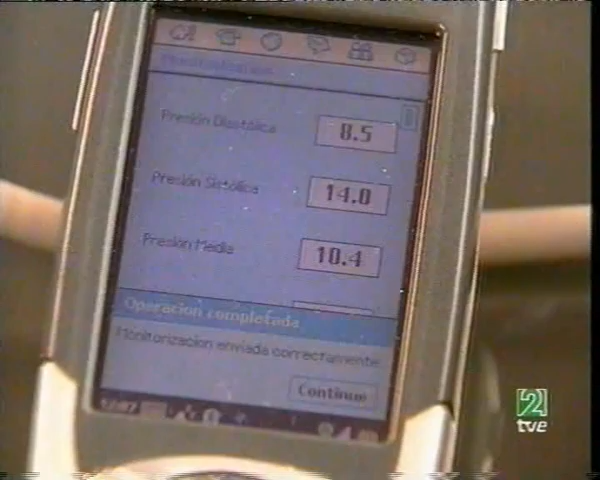 Presión Diastólica
8.5
Presión Sistólica
14.0
Presión Media
10.4
Operacion completada
Monitorizacion enviada correctamente
Continue
2
tve